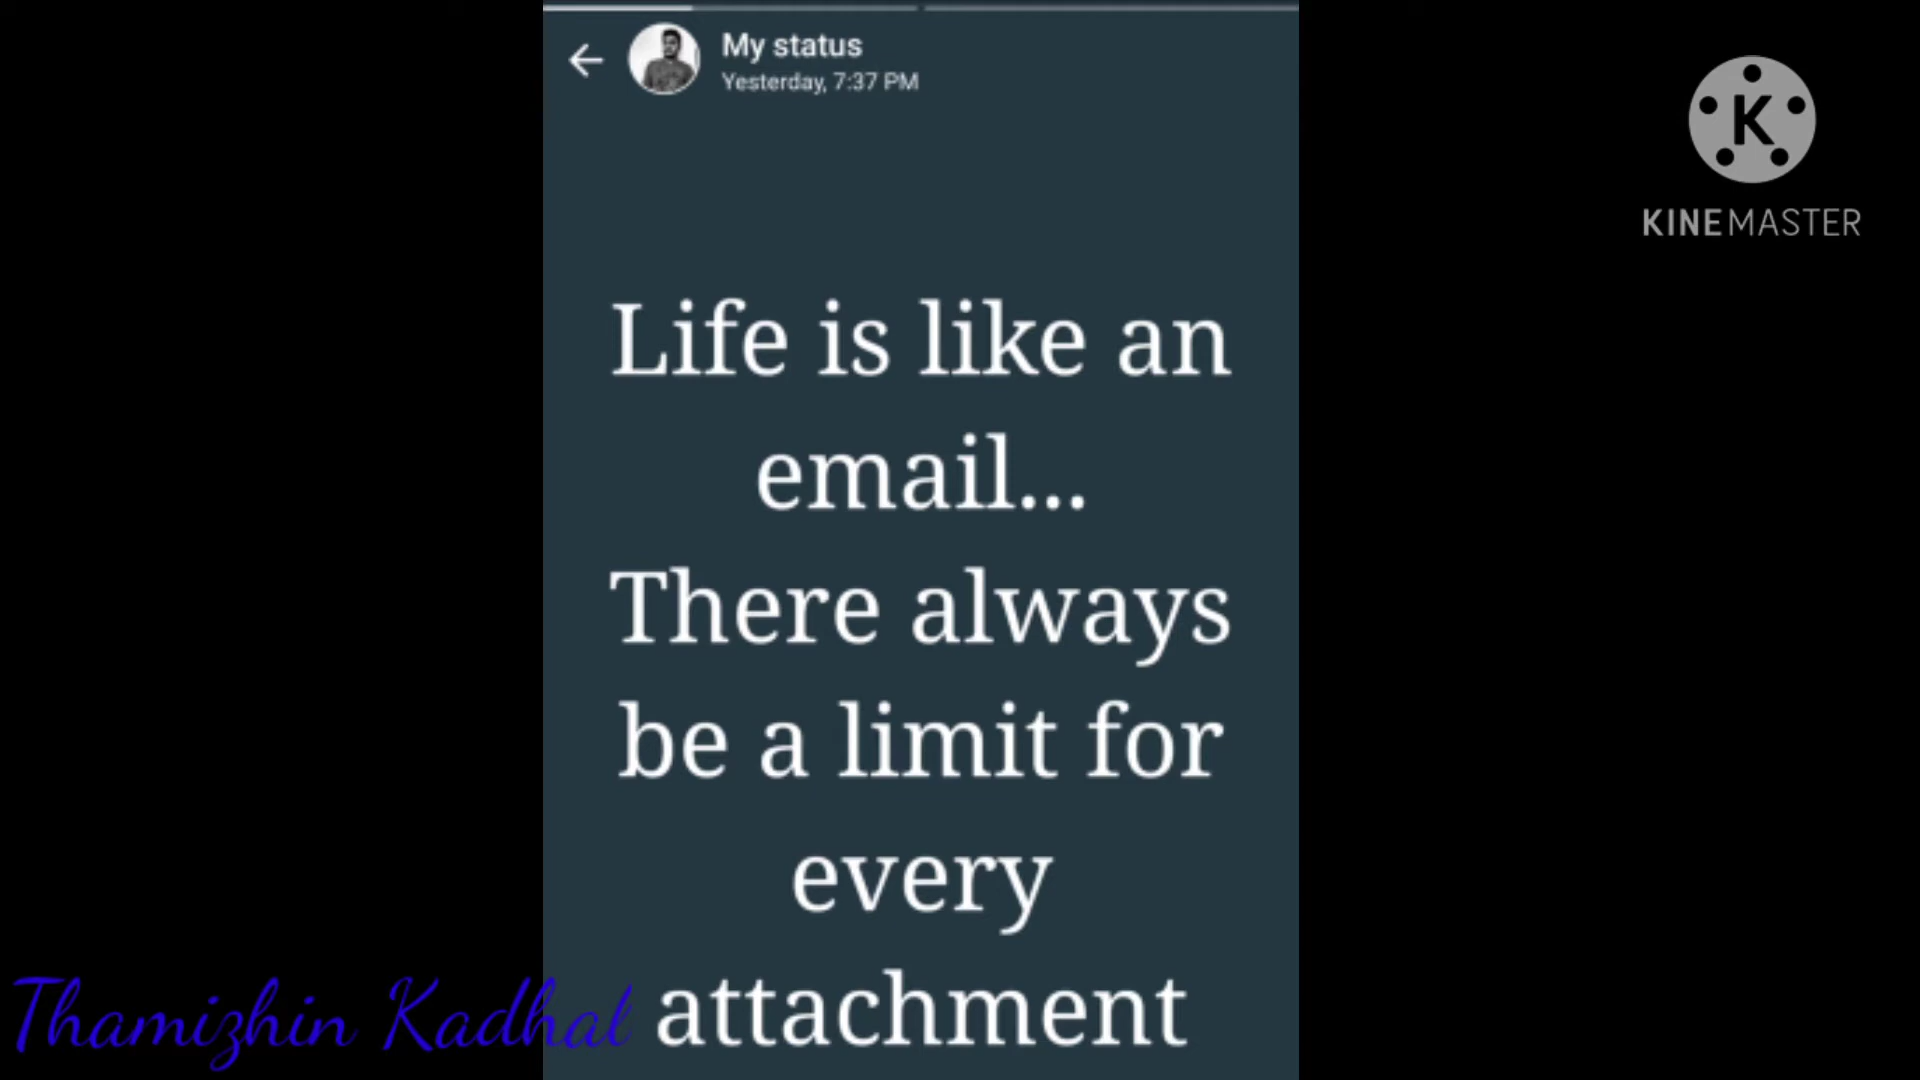 My status
Yesterday, 7:37 PM
K
KINEMASTER
Life is like an
email...
There always
be a limit for
every
attachment
Thamizhin Kadhal